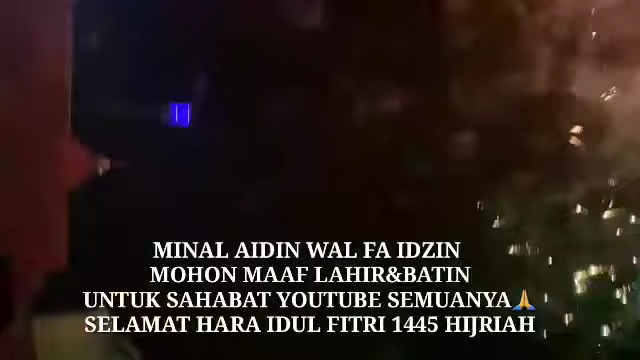 MINAL AIDIN WAL FA IDZIN
MOHON MAAF LAHIR&BATIN
UNTUK SAHABAT YOUTUBE SEMUANYA🙏
SELAMAT HARA IDUL FITRI 1445 HIJRIAH